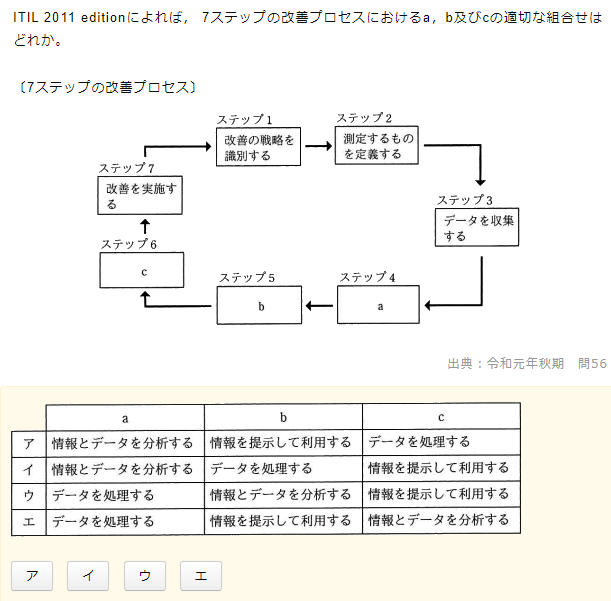 ITIL 2011 editionによれば， 7ステップの改善プロセスにおけるa，b及びcの適切な組合せは
どれか。
〔7ステップの改善プロセス〕
ステップ1
改善の戦略を
識別する
ステップ2
測定するもの
を定義する
ステップ3
データを収集
する
ステップ4
a
ステップ5
b
ステップ6
c
ステップ7
改善を実施す
る
出典：令和元年秋期　問56
a b c
ア 情報とデータを分析する 情報を提示して利用する データを処理する
イ 情報とデータを分析する データを処理する 情報を提示して利用する
ウ データを処理する 情報とデータを分析する 情報を提示して利用する
エ データを処理する 情報を提示して利用する 情報とデータを分析する
ア イ ウ エ